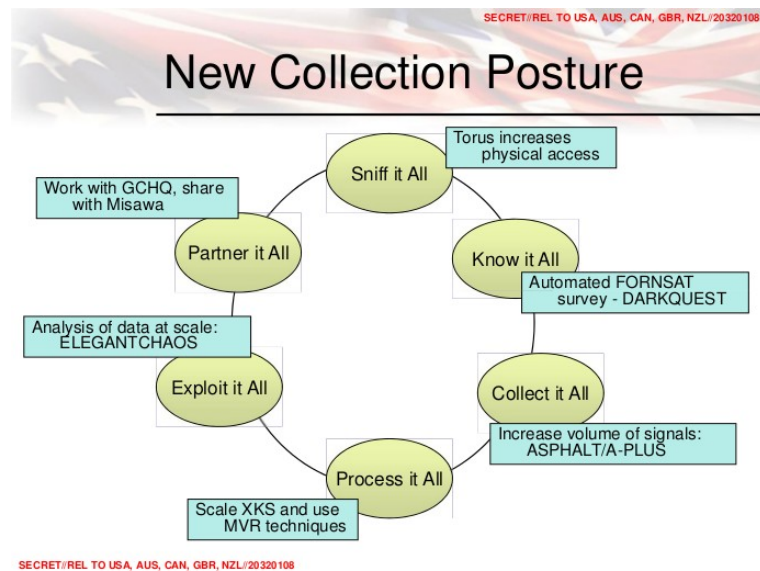 SECRET//REL TO USA, AUS, CAN, GBR, NZL//20320108
New Collection Posture
Sniff it All
Torus increases
physical access
Know it All
Automated FORNSAT
survey - DARKQUEST
Collect it All
Increase volume of signals:
ASPHALT/A-PLUS
Process it All
Scale XKS and use
MVR techniques
Exploit it All
Analysis of data at scale:
ELEGANTCHAOS
Partner it All
Work with GCHQ, share
with Misawa
SECRET//REL TO USA, AUS, CAN, GBR, NZL//20320108